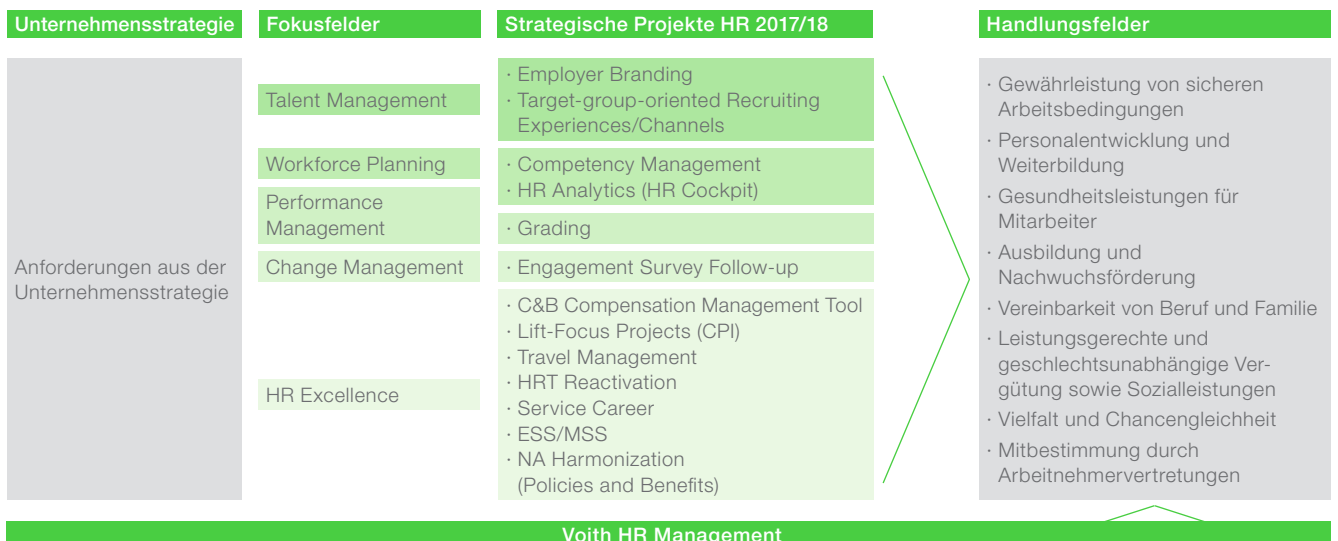 Unternehmensstrategie
Fokusfelder
Strategische Projekte HR 2017/18
Handlungsfelder
Anforderungen aus der
Unternehmensstrategie
Talent Management
Workforce Planning
Performance
Management
Change Management
HR Excellence
· Employer Branding
· Target-group-oriented Recruiting
Experiences/Channels
· Competency Management
· HR Analytics (HR Cockpit)
· Grading
· Engagement Survey Follow-up
· C&B Compensation Management Tool
· Lift-Focus Projects (CPI)
· Travel Management
· HRT Reactivation
· Service Career
· ESS/MSS
· NA Harmonization
(Policies and Benefits)
· Gewährleistung von sicheren
Arbeitsbedingungen
· Personalentwicklung und
Weiterbildung
· Gesundheitsleistungen für
Mitarbeiter
· Ausbildung und
Nachwuchsförderung
· Vereinbarkeit von Beruf und Familie
· Leistungsgerechte und
geschlechtsunabhängige Ver-
gütung sowie Sozialleistungen
· Vielfalt und Chancengleichheit
· Mitbestimmung durch
Arbeitnehmervertretungen
Voith HR Management